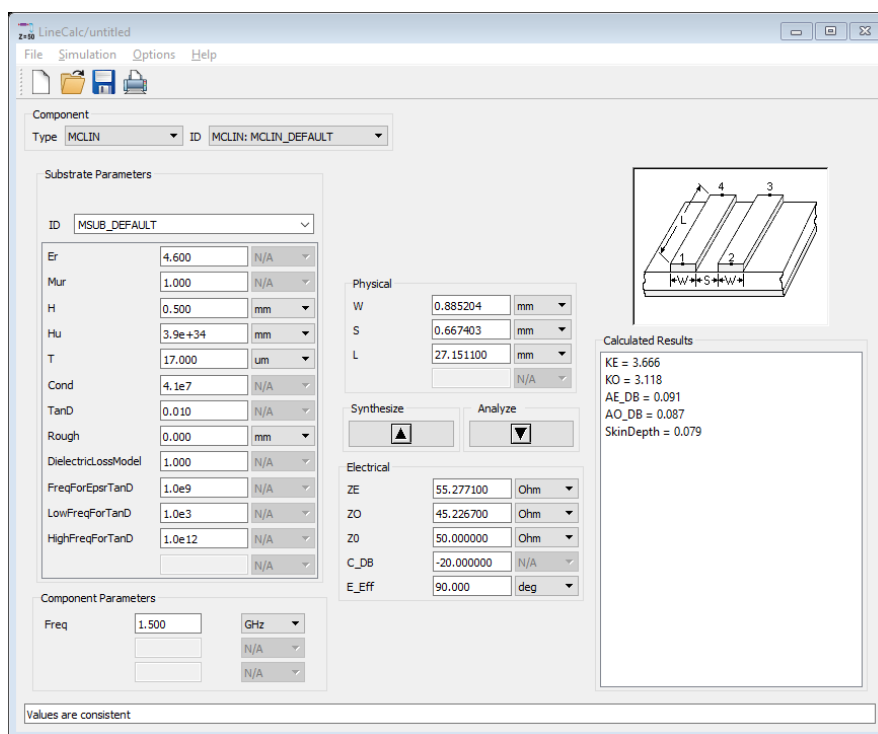 Z=50 LineCalc/untitled
File Simulation Options Help
Component
Type MCLIN ID MCLIN: MCLIN_DEFAULT
Substrate Parameters
ID MSUB_DEFAULT
Er 4.600 N/A
Mur 1.000 N/A
H 0.500 mm
Hu 3.9e+34 mm
T 17.000 um
Cond 4.1e7 N/A
TanD 0.010 N/A
Rough 0.000 mm
DielectricLossModel 1.000 N/A
FreqForEpsrTanD 1.0e9 N/A
LowFreqForTanD 1.0e3 N/A
HighFreqForTanD 1.0e12 N/A
N/A
Component Parameters
Freq 1.500 GHz
N/A
N/A
Physical
W 0.885204 mm
S 0.667403 mm
L 27.151100 mm
N/A
Synthesize Analyze
Electrical
ZE 55.277100 Ohm
ZO 45.226700 Ohm
Z0 50.000000 Ohm
C_DB -20.000000 N/A
E_Eff 90.000 deg
4 3
L
1 2
W S W
Calculated Results
KE = 3.666
KO = 3.118
AE_DB = 0.091
AO_DB = 0.087
SkinDepth = 0.079
Values are consistent